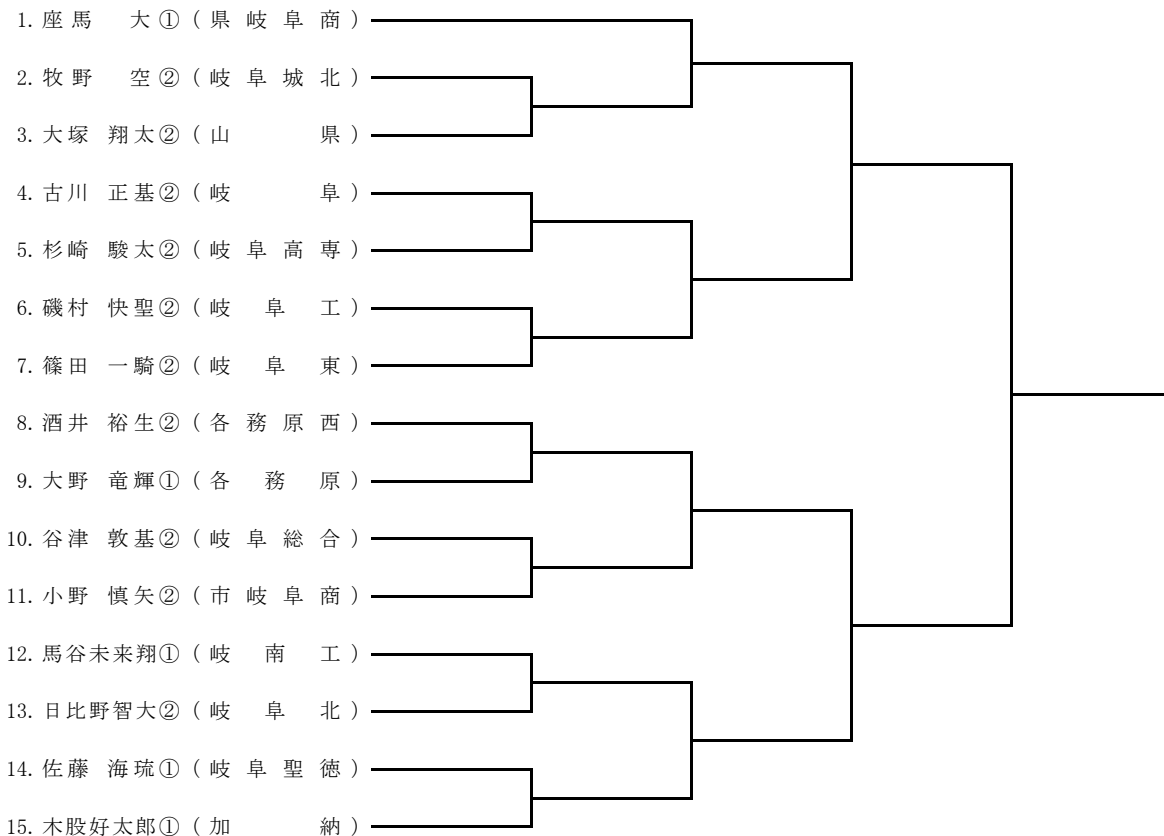 1. 座馬 大①（県岐阜商）
2. 牧野 空②（岐阜城北）
3. 大塚 翔太②（山県）
4. 古川 正基②（岐阜）
5. 杉崎 駿太②（岐阜高専）
6. 磯村 快聖②（岐阜工）
7. 篠田 一騎②（岐阜東）
8. 酒井 裕生②（各務原西）
9. 大野 竜輝①（各務原）
10. 谷津 敦基②（岐阜総合）
11. 小野 慎矢②（市岐阜商）
12. 馬谷未来翔①（岐南工）
13. 日比野智大②（岐阜北）
14. 佐藤 海琉①（岐阜聖徳）
15. 木股好太郎①（加納）